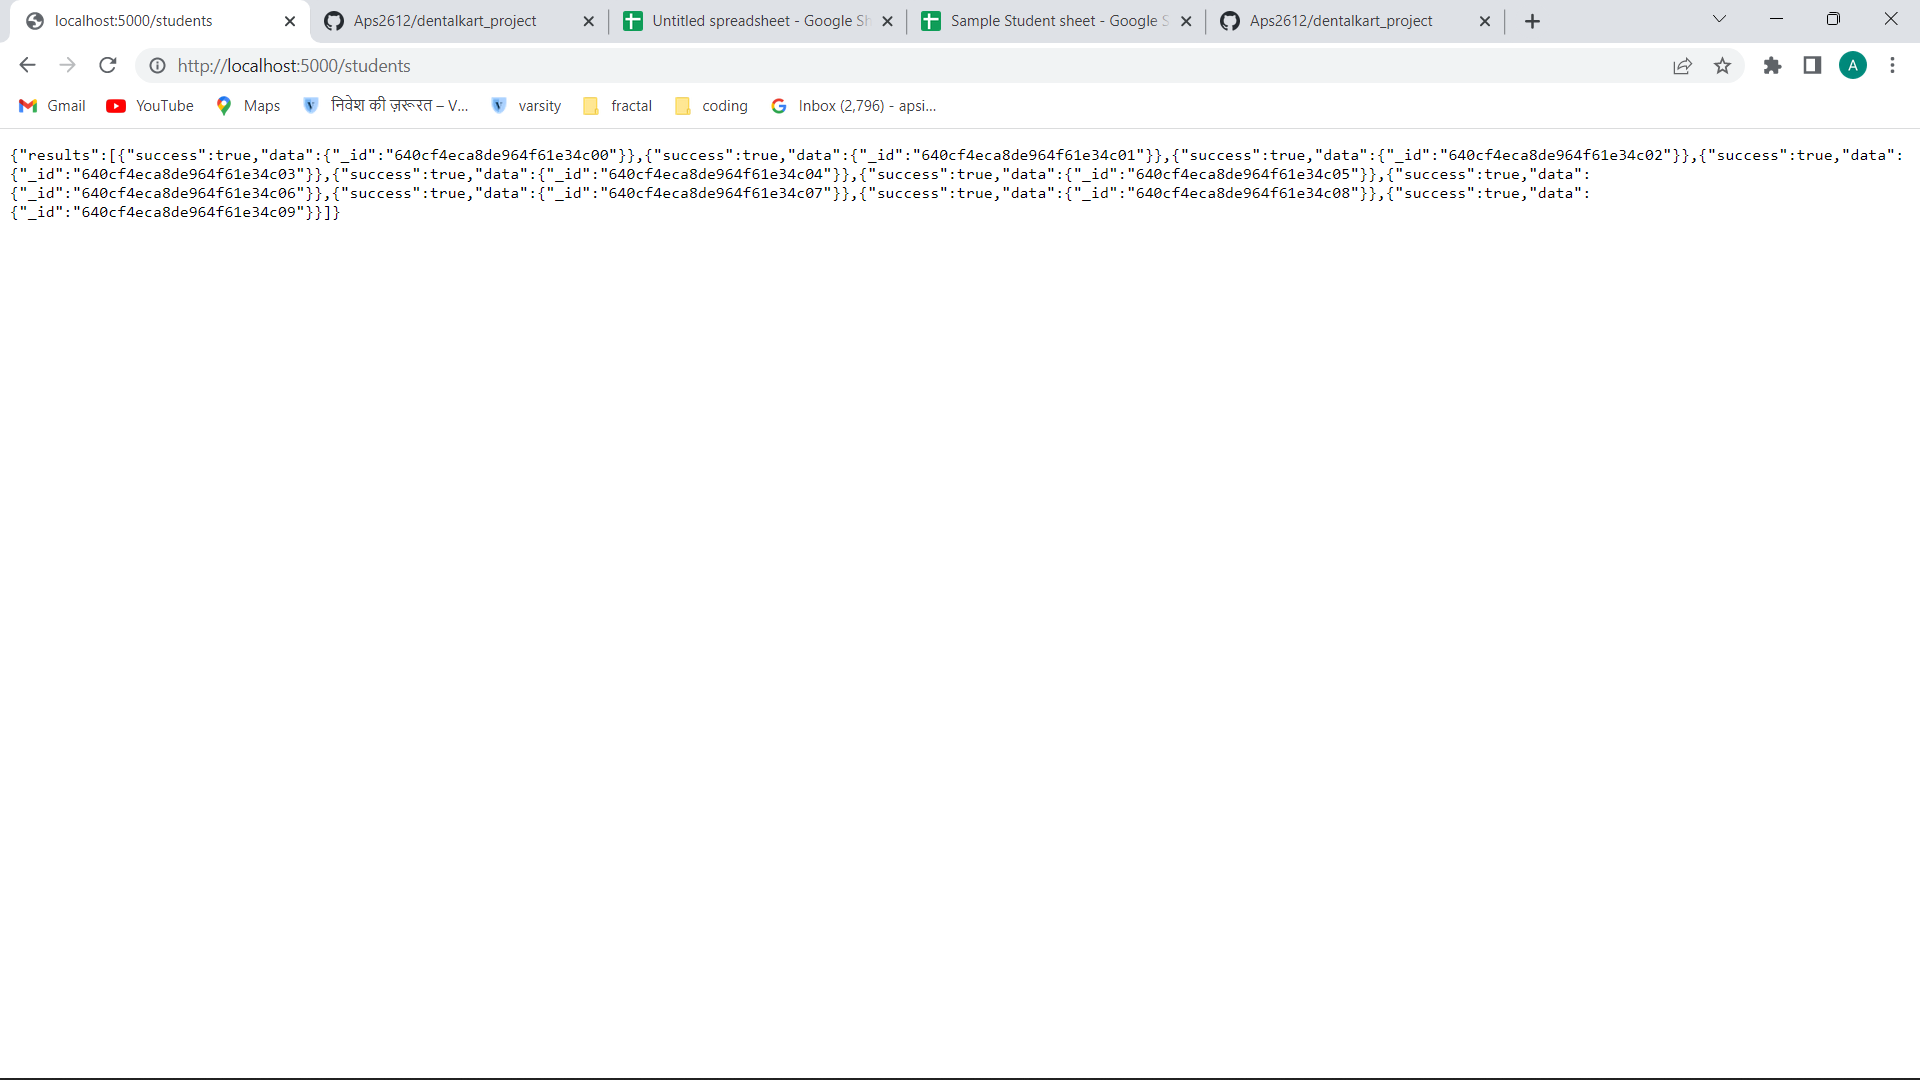 localhost:5000/students
Aps2612/dentalkart_project
Untitled spreadsheet - Google Sh
Sample Student sheet - Google S
Aps2612/dentalkart_project
http://localhost:5000/students
A
Gmail
YouTube
Maps
निवेश की ज़रूरत – V...
varsity
fractal
coding
Inbox (2,796) - apsi...
{"results":[{"success":true,"data":{"_id":"640cf4eca8de964f61e34c00"}},{"success":true,"data":{"_id":"640cf4eca8de964f61e34c01"}},{"success":true,"data":{"_id":"640cf4eca8de964f61e34c02"}},{"success":true,"data":
{"_id":"640cf4eca8de964f61e34c03"}},{"success":true,"data":{"_id":"640cf4eca8de964f61e34c04"}},{"success":true,"data":{"_id":"640cf4eca8de964f61e34c05"}},{"success":true,"data":
{"_id":"640cf4eca8de964f61e34c06"}},{"success":true,"data":{"_id":"640cf4eca8de964f61e34c07"}},{"success":true,"data":{"_id":"640cf4eca8de964f61e34c08"}},{"success":true,"data":
{"_id":"640cf4eca8de964f61e34c09"}}]}